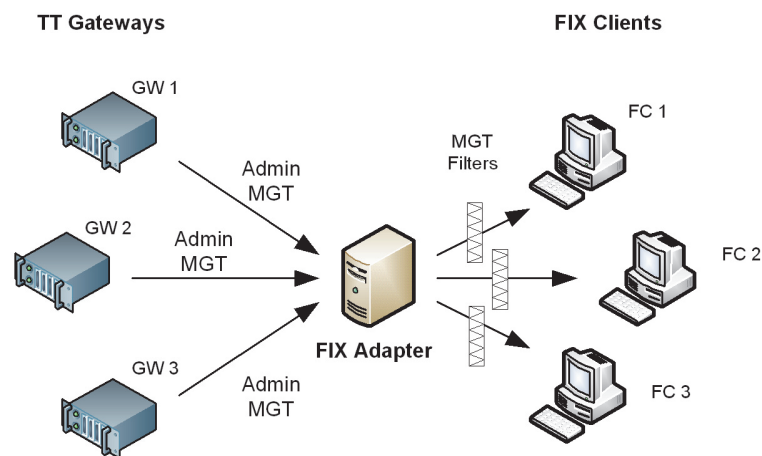 TT Gateways
FIX Clients
GW 1
FC 1
MGT
Filters
Admin
MGT
GW 2
Admin
MGT
FC 2
FIX Adapter
GW 3
Admin
MGT
FC 3